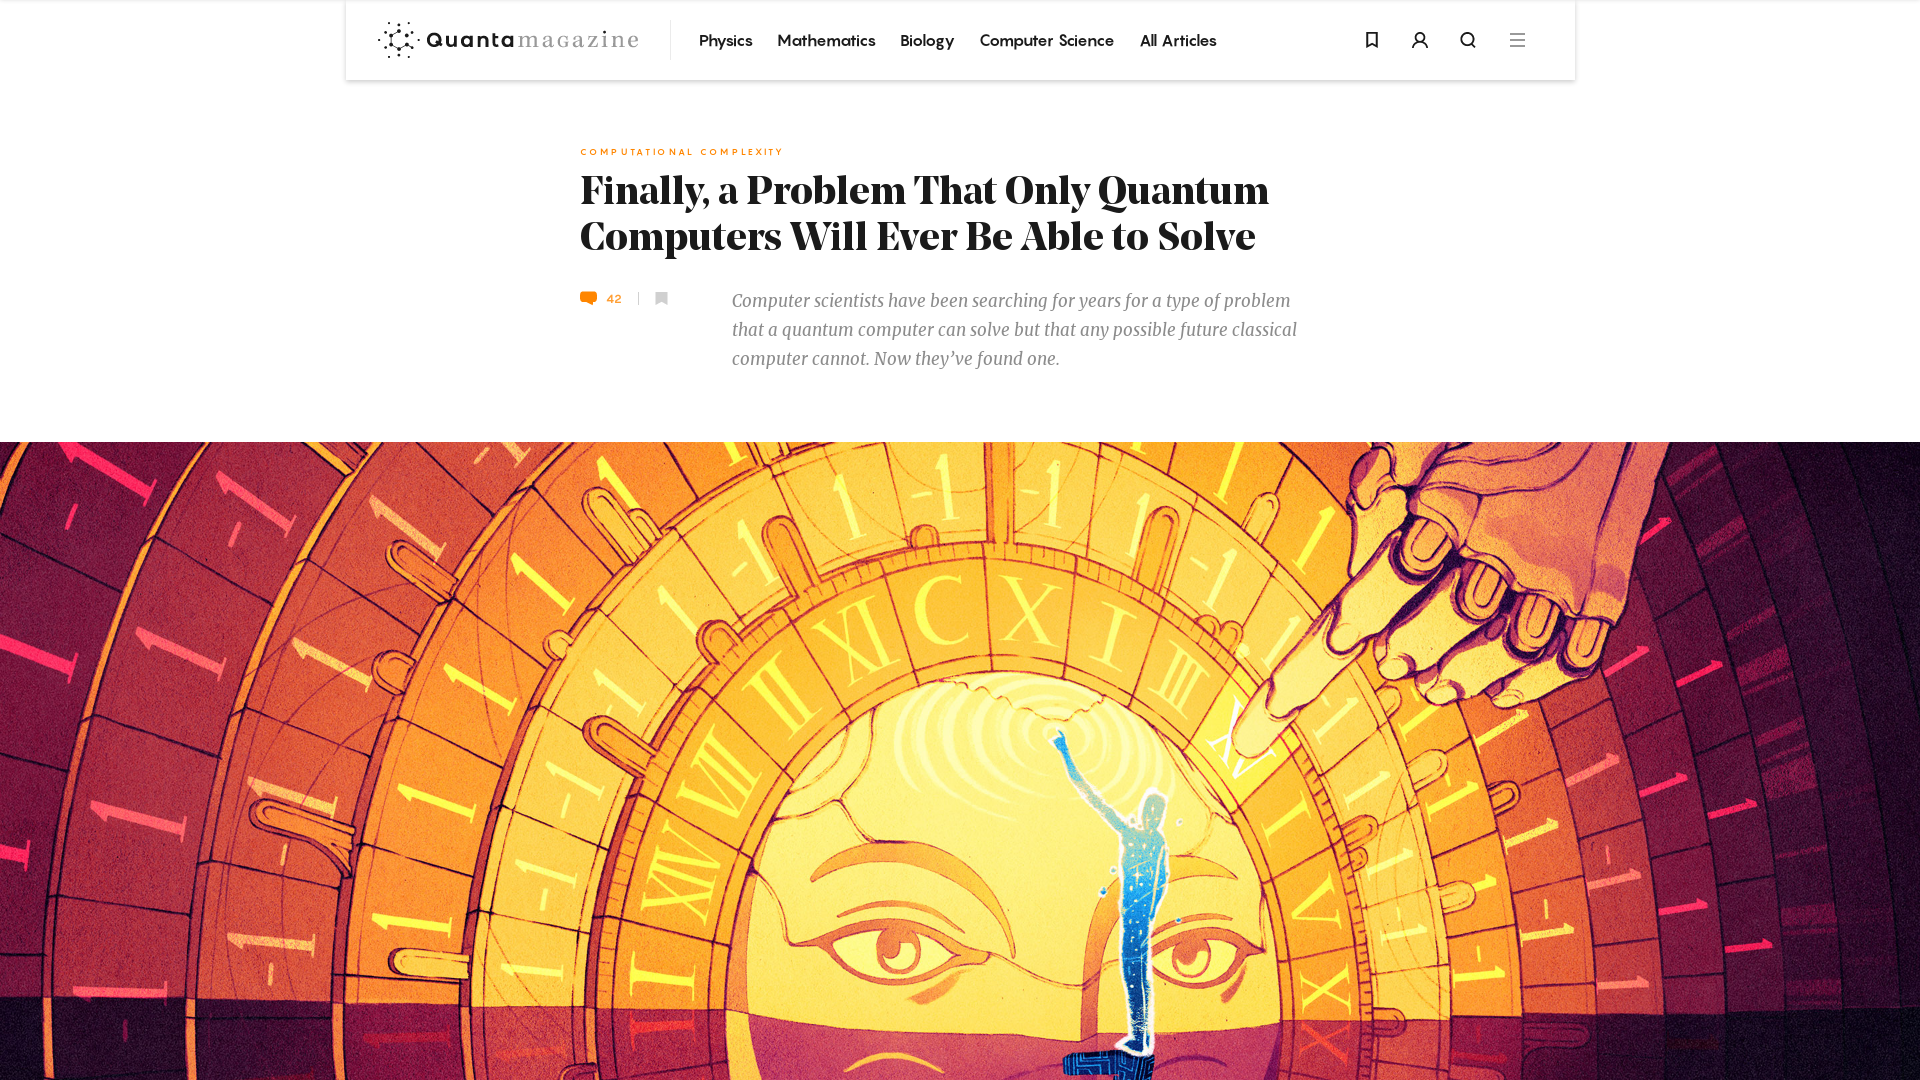 Quantamagazine
Physics Mathematics Biology Computer Science All Articles
COMPUTATIONAL COMPLEXITY
Finally, a Problem That Only Quantum
Computers Will Ever Be Able to Solve
42
Computer scientists have been searching for years for a type of problem
that a quantum computer can solve but that any possible future classical
computer cannot. Now they’ve found one.